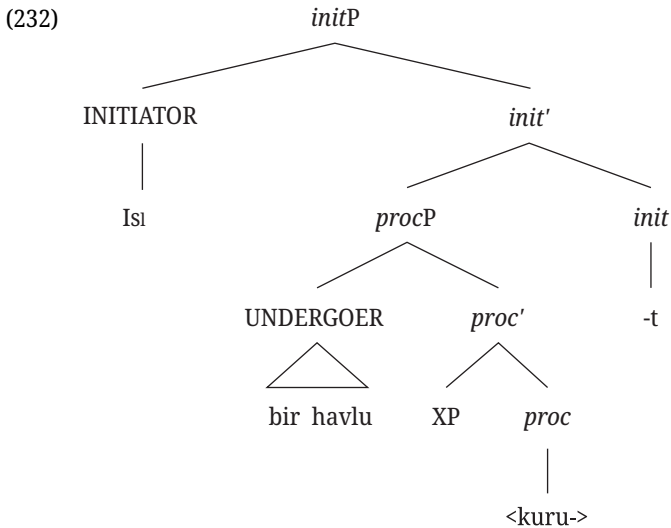 (232) initP
INITIATOR init'
Isı procP init
UNDERGOER proc' -t
bir havlu XP proc
<kuru->